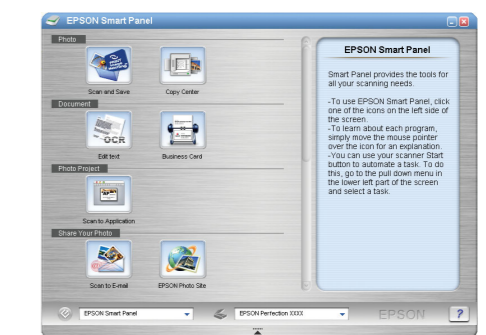 EPSON Smart Panel
Photo
Scan and Save
Copy Center
Document
OCR
Edit text
Business Card
Photo Project
Scan to Application
Share Your Photo
Scan to E-mail
EPSON Photo Site
EPSON Smart Panel
Smart Panel provides the tools for
all your scanning needs.
-To use EPSON Smart Panel, click
one of the icons on the left side of
the screen.
-To learn about each program,
simply move the mouse pointer
over the icon for an explanation.
-You can use your scanner Start
button to automate a task. To do
this, go to the pull down menu in
the lower left part of the screen
and select a task.
EPSON Smart Panel
EPSON Perfection XXXX
EPSON
?